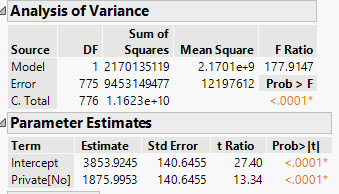 Analysis of Variance
Sum of
Source DF Squares Mean Square F Ratio
Model 1 2170135119 2.1701e+9 177.9147
Error 775 9453149477 12197612 Prob > F
C. Total 776 1.1623e+10 <.0001*
Parameter Estimates
Term Estimate Std Error t Ratio Prob>|t|
Intercept 3853.9245 140.6455 27.40 <.0001*
Private[No] 1875.9953 140.6455 13.34 <.0001*